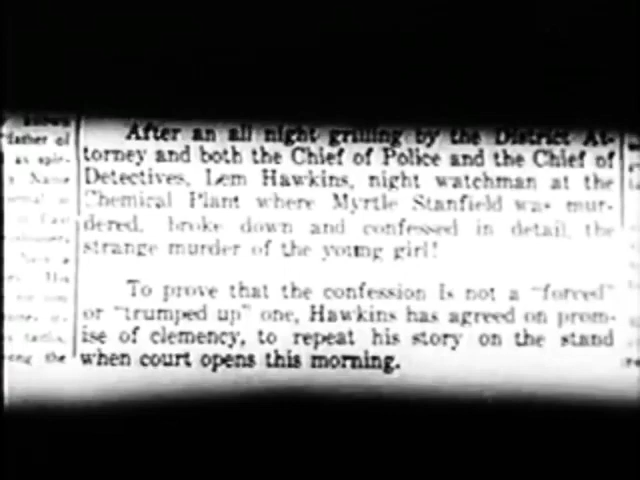 After an all night grilling by the District At-
torney and both the Chief of Police and the Chief of
Detectives, Lem Hawkins, night watchman at the
Chemical Plant where Myrtle Stanfield was mur-
dered, broke down and confessed in detail, the
strange murder of the young girl!
To prove that the confession is not a "forced"
or "trumped up" one, Hawkins has agreed on prom-
ise of clemency, to repeat his story on the stand
when court opens this morning.
father of